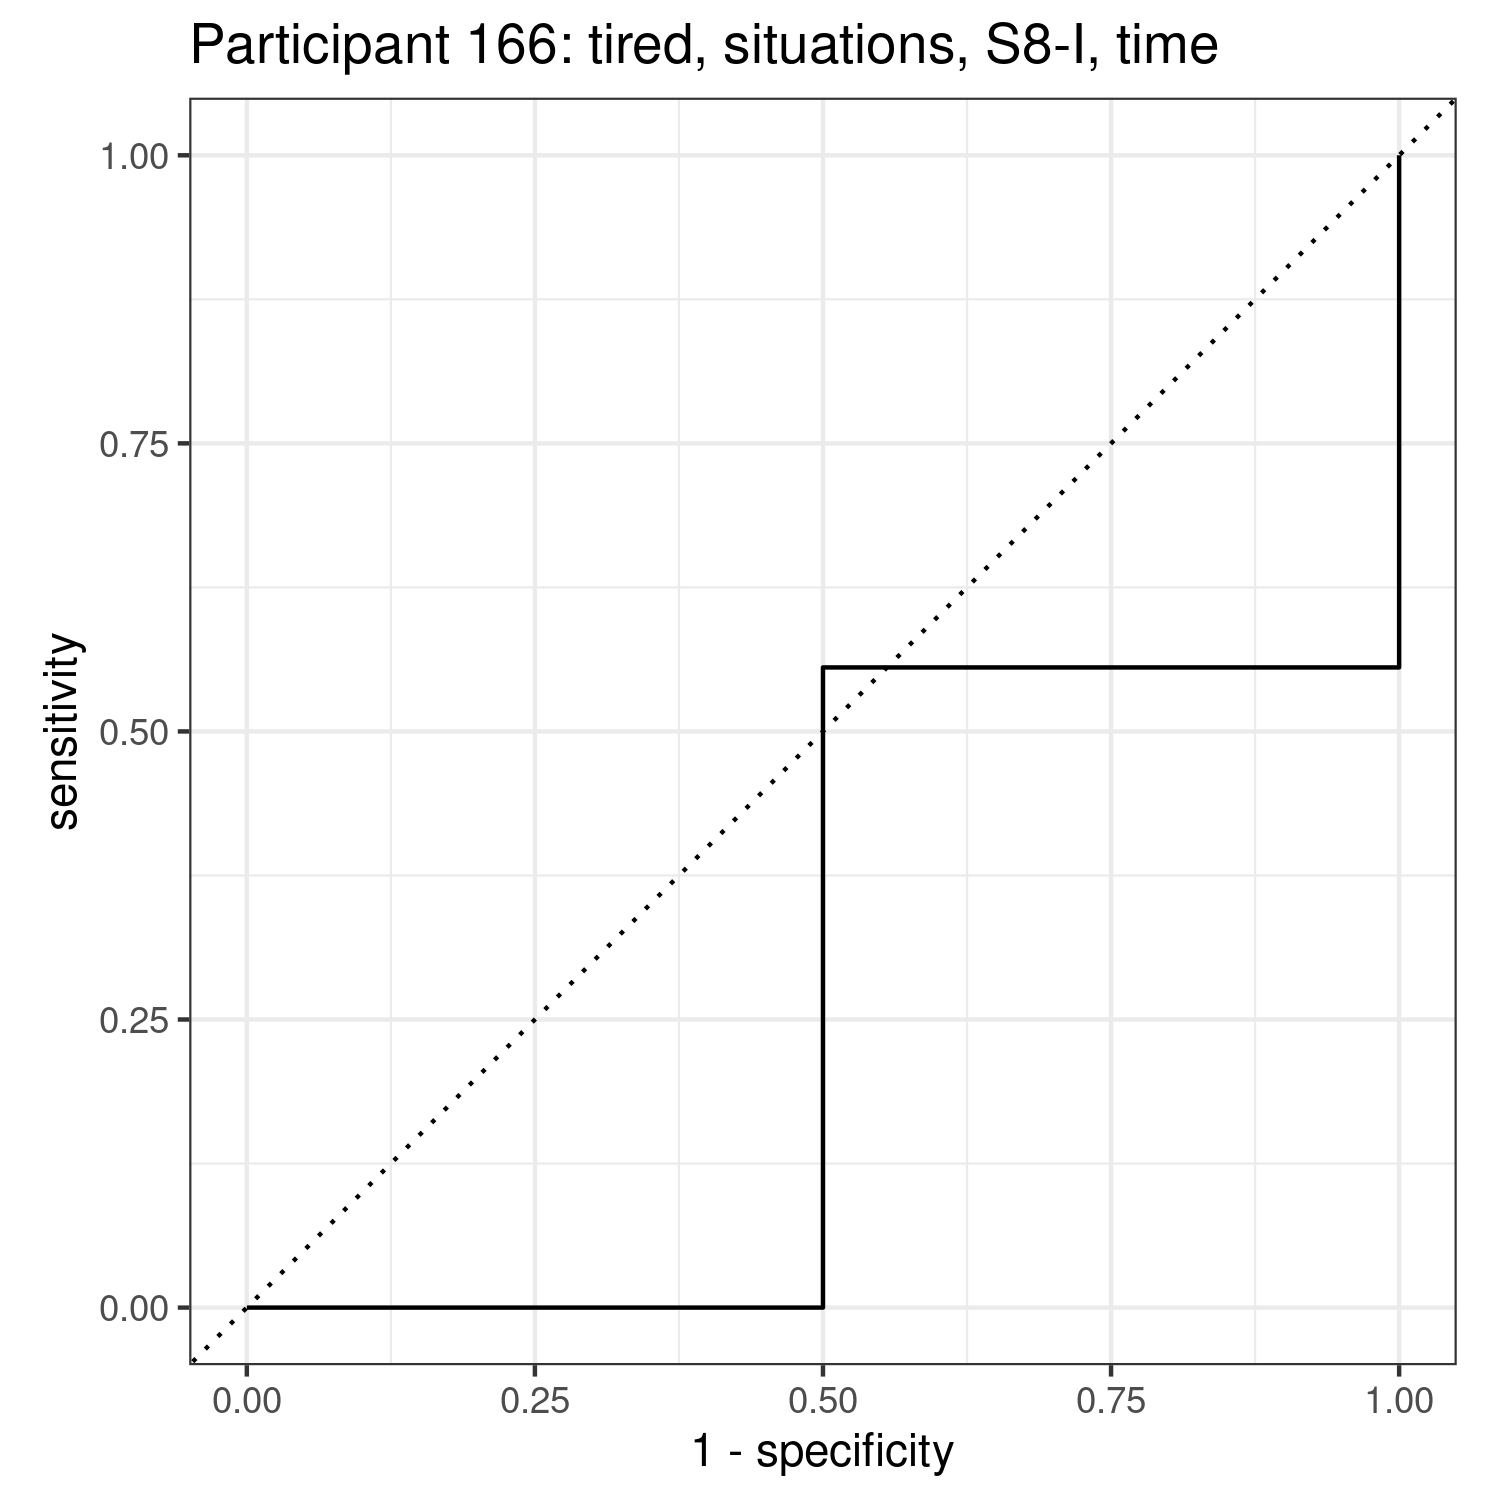 Participant 166: tired, situations, S8-I, time
1.00
0.75
0.50
0.25
0.00
sensitivity
0.00 0.25 0.50 0.75 1.00
1 - specificity